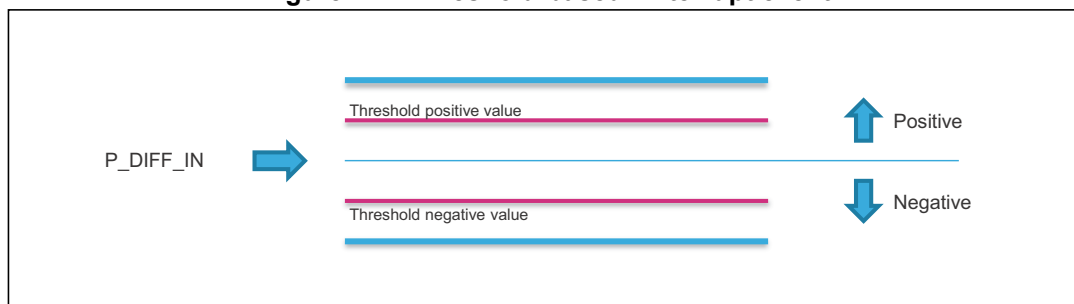 Threshold positive value
Positive
P_DIFF_IN
Negative
Threshold negative value